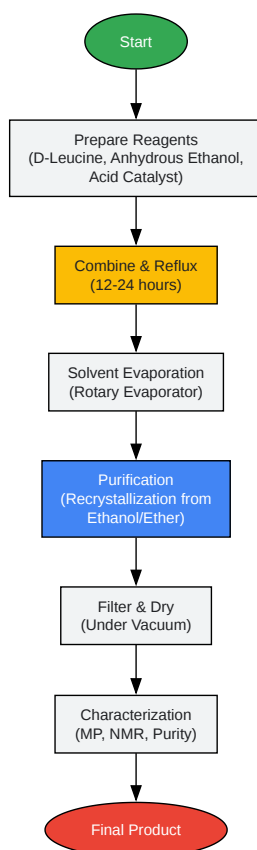 Start
Prepare Reagents
(D-Leucine, Anhydrous Ethanol,
Acid Catalyst)
Combine & Reflux
(12-24 hours)
Solvent Evaporation
(Rotary Evaporator)
Purification
(Recrystallization from
Ethanol/Ether)
Filter & Dry
(Under Vacuum)
Characterization
(MP, NMR, Purity)
Final Product